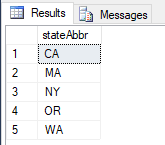 Results Messages
stateAbbr
1 CA
2 MA
3 NY
4 OR
5 WA